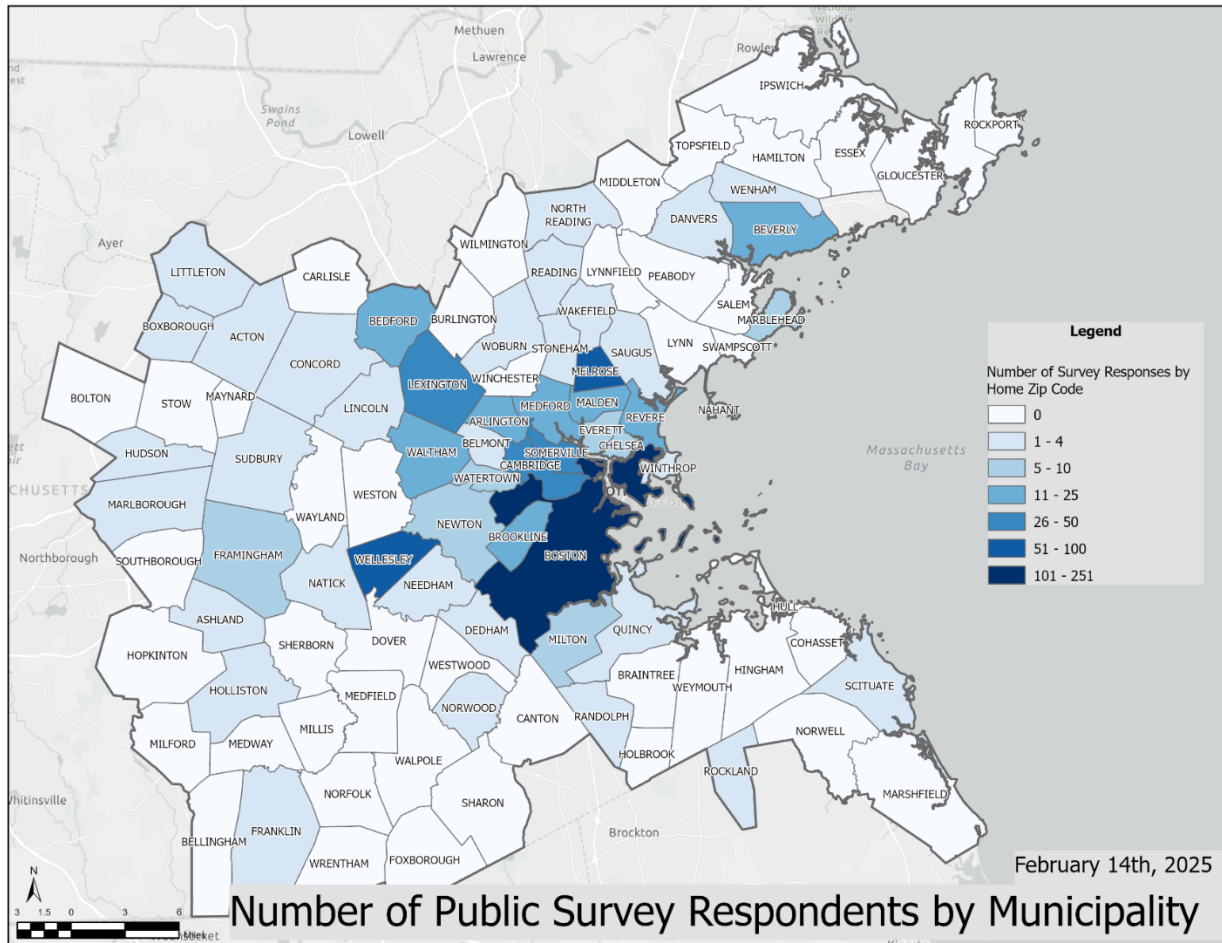 Methuen
Lawrence
Rowley
National
Wildlife
Swains
Pond
Lowell
Ayer
IPSWICH
ROCKPORT
TOPSFIELD
HAMILTON
ESSEX
GLOUCESTER
MIDDLETON
WENHAM
NORTH
READING
DANVERS
BEVERLY
WILMINGTON
LITTLETON
CARLISLE
READING
LYNNFIELD
PEABODY
SALEM
MARBLEHEAD
BEDFORD
BURLINGTON
WAKEFIELD
BOXBOROUGH
ACTON
CONCORD
WOBURN
STONEHAM
SAUGUS
LYNN
SWAMPSCOTT
MELROSE
BOLTON
STOW
MAYNARD
LEXINGTON
WINCHESTER
LINCOLN
MEDFORD
MALDEN
REVERE
NAHANT
ARLINGTON
EVERETT
HUDSON
SUDBURY
BELMONT
SOMERVILLE
CHELSEA
WALTHAM
CAMBRIDGE
WINTHROP
WATERTOWN
CHUSETTS
MARLBOROUGH
WESTON
WAYLAND
NEWTON
BROOKLINE
BOSTON
Northborough
SOUTHBOROUGH
FRAMINGHAM
WELLESLEY
NATICK
NEEDHAM
Massachusetts
Bay
ASHLAND
DEDHAM
MILTON
QUINCY
HULL
SHERBORN
DOVER
HOPKINTON
WESTWOOD
COHASSET
BRAINTREE
WEYMOUTH
HINGHAM
HOLLISTON
MEDFIELD
NORWOOD
CANTON
RANDOLPH
SCITUATE
MILFORD
MEDWAY
MILLIS
WALPOLE
HOLBROOK
NORWELL
ROCKLAND
Whitinsville
NORFOLK
SHARON
MARSHFIELD
BELLINGHAM
FRANKLIN
Brockton
WRENTHAM
FOXBOROUGH
Legend
Number of Survey Responses by
Home Zip Code
0
1 - 4
5 - 10
11 - 25
26 - 50
51 - 100
101 - 251
N
3 1.5 0 3 6
Miles
February 14th, 2025
Number of Public Survey Respondents by Municipality